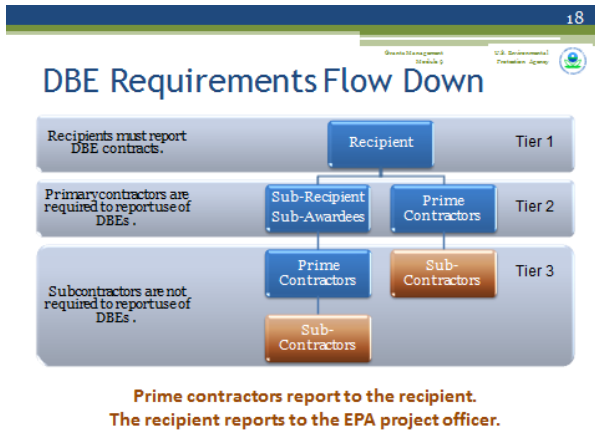 18
Grants Management
Module 5
U.S. Environmental
Protection Agency
DBE Requirements Flow Down
Recipients must report
DBE contracts.
Recipient
Tier 1
Primary contractors are
required to report use of
DBEs .
Sub-Recipient
Sub-Awardees
Prime
Contractors
Tier 2
Subcontractors are not
required to report use of
DBEs .
Prime
Contractors
Sub-
Contractors
Tier 3
Sub-
Contractors
Prime contractors report to the recipient.
The recipient reports to the EPA project officer.